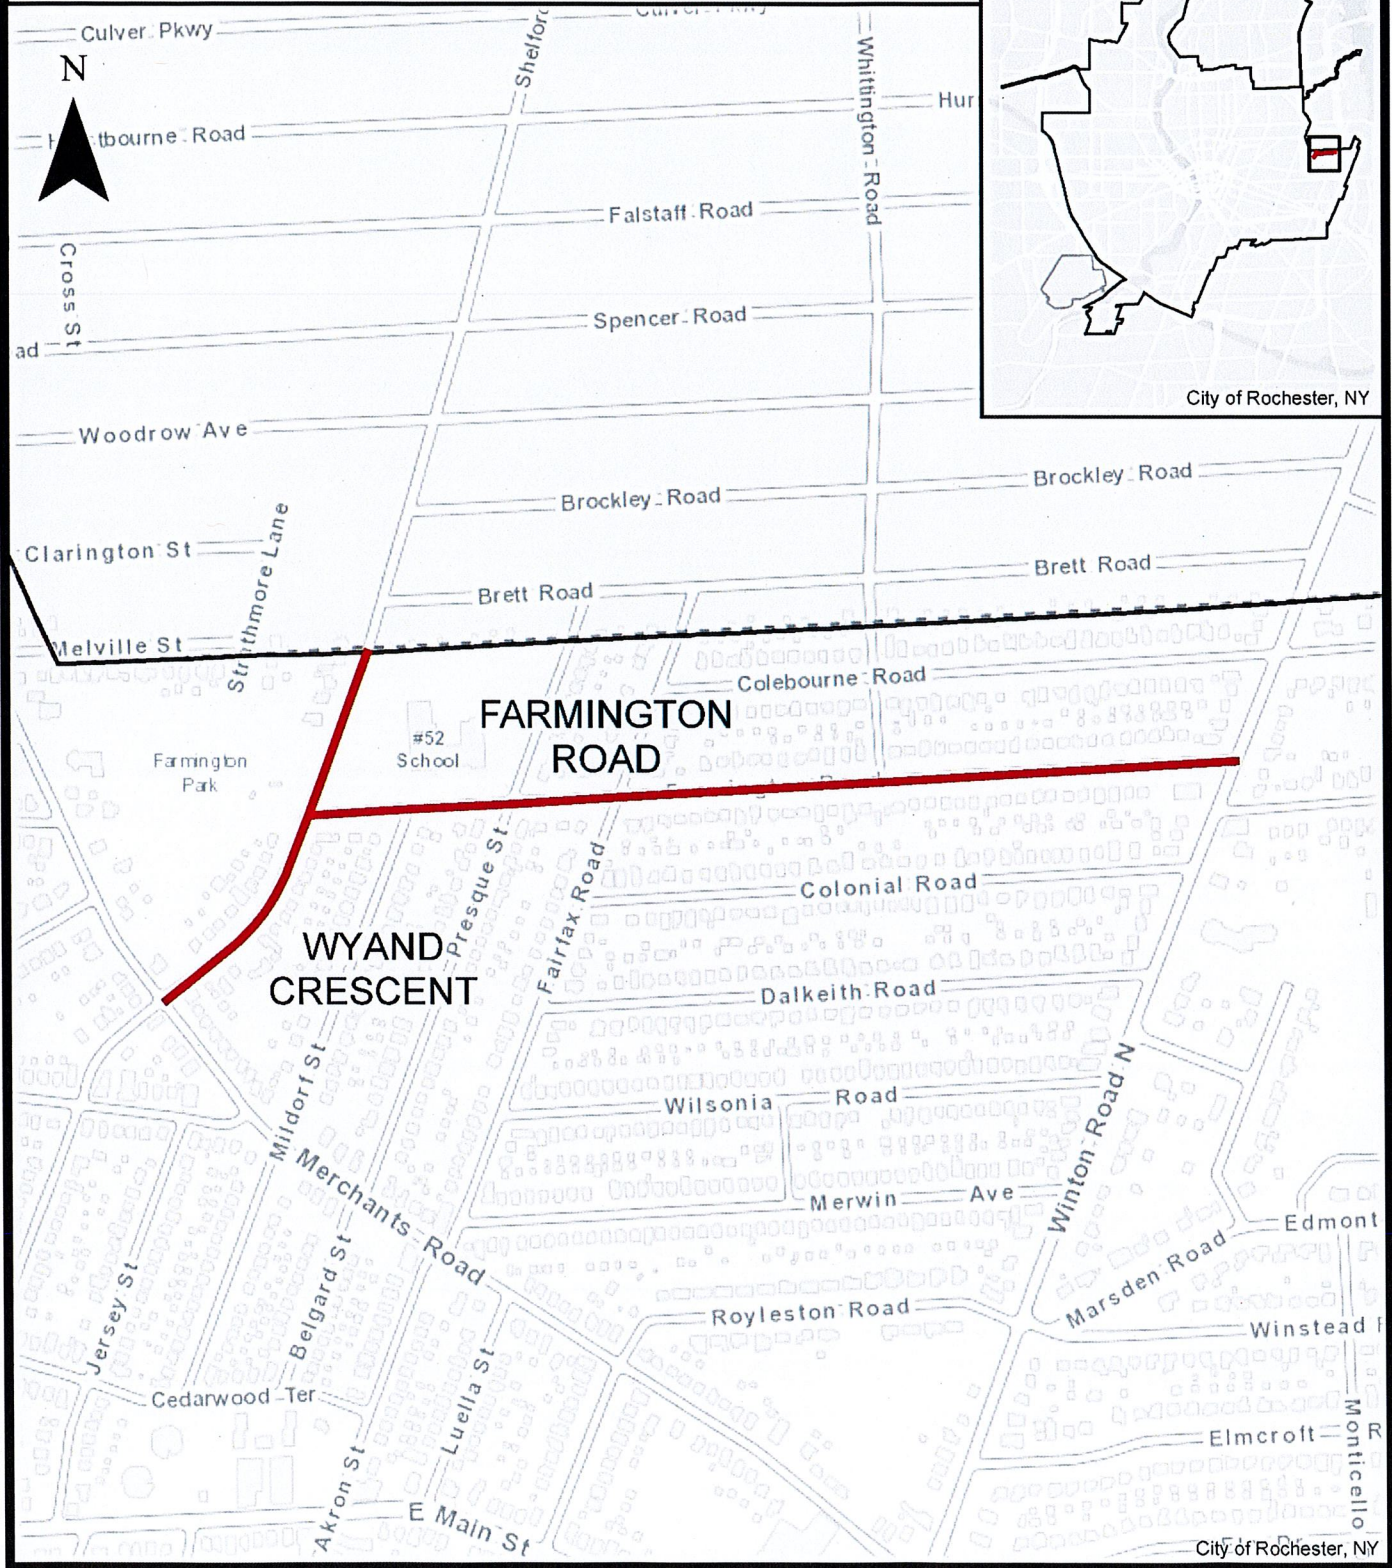 Culver Pkwy
N
Whittington Road
Falstaff Road
Cross St
Spencer Road
City of Rochester, NY
Woodrow Ave
Brockley Road
Brockley Road
Clarington St
Strathmore Lane
Brett Road
Brett Road
Melville St
Colebourne Road
FARMINGTON
ROAD
#52
School
Farmington
Park
Presque St
Fairfax Road
Colonial Road
WYAND
CRESCENT
Dalkeith Road
Mildorf St
Wilsonia Road
Winton Road N
Merchants Road
Merwin Ave
Edmont
Marsden Road
Jersey St
Belgard St
Royleston Road
Winstead
Luella St
Cedarwood Ter
Monticello
Elmcroft R
Akron St
E Main St
City of Rochester, NY